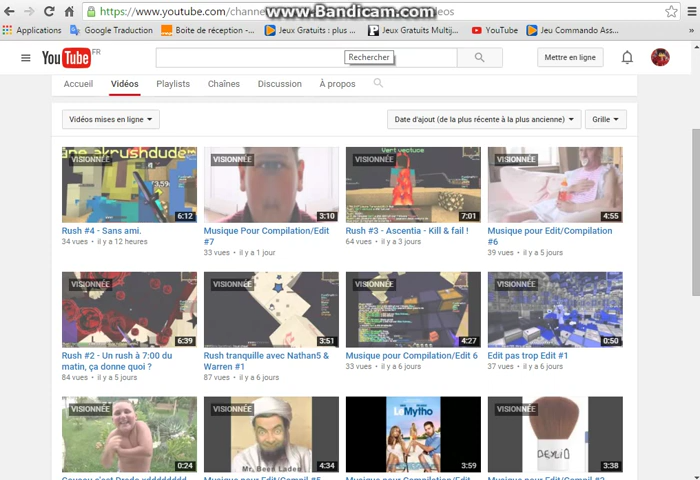 https://www.youtube.com/channe
www.Bandicam.com
eos
Applications Google Traduction Boite de réception -... Jeux Gratuits : plus ... Jeux Gratuits Multij... YouTube Jeu Commando Ass...
YouTube FR
Rechercher
Mettre en ligne
Accueil Vidéos Playlists Chaînes Discussion À propos
Vidéos mises en ligne
Date d'ajout (de la plus récente à la plus ancienne)
Grille
VISIONNÉE VISIONNÉE VISIONNÉE VISIONNÉE
akrushdude
6:12 3:10 7:01 4:55
Rush #4 - Sans ami.
34 vues • il y a 12 heures
Musique Pour Compilation/Edit
#7
33 vues • il y a 1 jour
Rush #3 - Ascentia - Kill & fail !
64 vues • il y a 3 jours
Musique pour Edit/Compilation
#6
39 vues • il y a 5 jours
VISIONNÉE VISIONNÉE VISIONNÉE VISIONNÉE
6:39 3:51 4:27 0:50
Rush #2 - Un rush à 7:00 du
matin, ça donne quoi ?
84 vues • il y a 5 jours
Rush tranquille avec Nathan5 &
Warren #1
87 vues • il y a 6 jours
Musique pour Compilation/Edit 6
33 vues • il y a 6 jours
Edit pas trop Edit #1
37 vues • il y a 6 jours
VISIONNÉE VISIONNÉE VISIONNÉE VISIONNÉE
Mr. Been Laden
Le Mytho
0:24 4:34 3:59 3:38